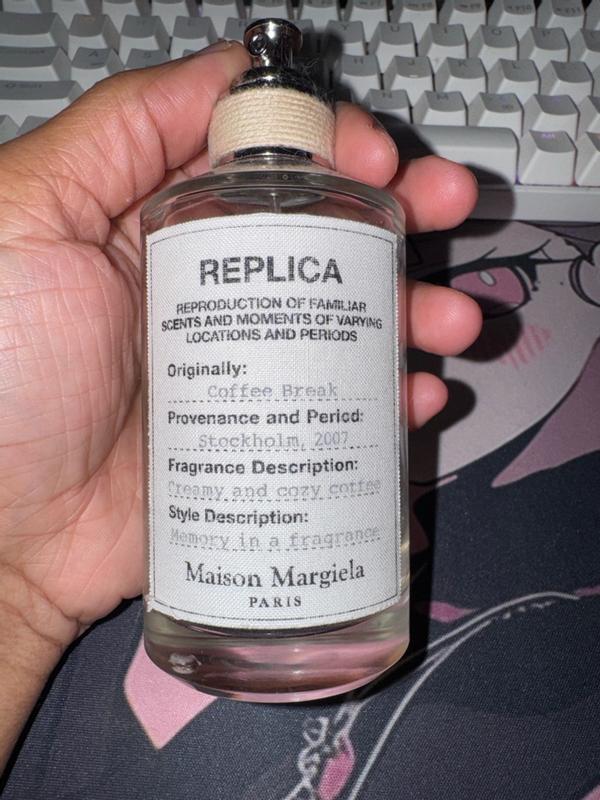 REPLICA
REPRODUCTION OF FAMILIAR
SCENTS AND MOMENTS OF VARYING
LOCATIONS AND PERIODS
Originally:
Coffee Break
Provenance and Period:
Stockholm, 2007
Fragrance Description:
Creamy and cozy coffee
Style Description:
Memory in a fragrance
Maison Margiela
PARIS